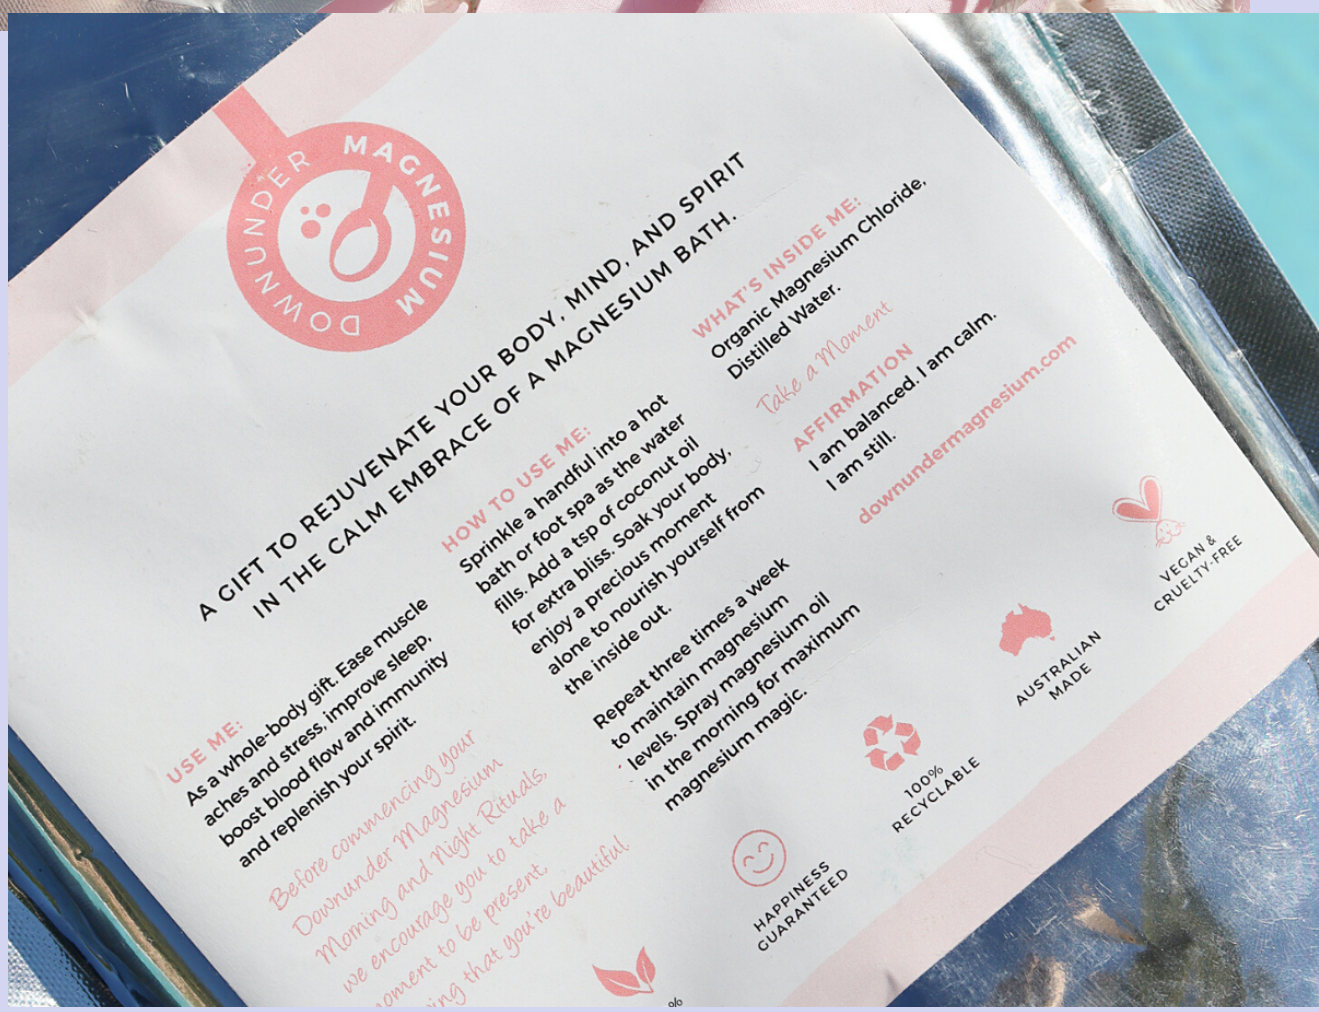 DOWNUNDER MAGNESIUM
A GIFT TO REJUVENATE YOUR BODY, MIND, AND SPIRIT
IN THE CALM EMBRACE OF A MAGNESIUM BATH.
USE ME:
As a whole-body gift. Ease muscle
aches and stress, improve sleep,
boost blood flow and immunity
and replenish your spirit.
Before commencing your
Downunder Magnesium
Morning and Night Rituals,
we encourage you to take a
moment to be present,
that you're beautiful.
HOW TO USE ME:
Sprinkle a handful into a hot
bath or foot spa as the water
fills. Add a tsp of coconut oil
for extra bliss. Soak your body,
enjoy a precious moment
alone to nourish yourself from
the inside out.
Repeat three times a week
to maintain magnesium
levels. Spray magnesium oil
in the morning for maximum
magnesium magic.
WHAT'S INSIDE ME:
Organic Magnesium Chloride,
Distilled Water.
Take a Moment
AFFIRMATION
I am balanced. I am calm.
I am still.
downundermagnesium.com
%
HAPPINESS
GUARANTEED
100%
RECYCLABLE
AUSTRALIAN
MADE
VEGAN &
CRUELTY-FREE